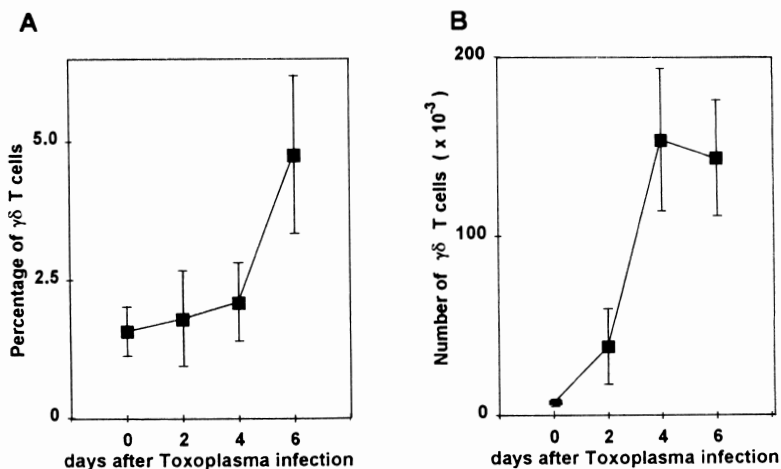 A
Percentage of γδ T cells
5.0
2.5
0
0 2 4 6
days after Toxoplasma infection
B
Number of γδ T cells ( x 10-3 )
200
100
0
0 2 4 6
days after Toxoplasma infection